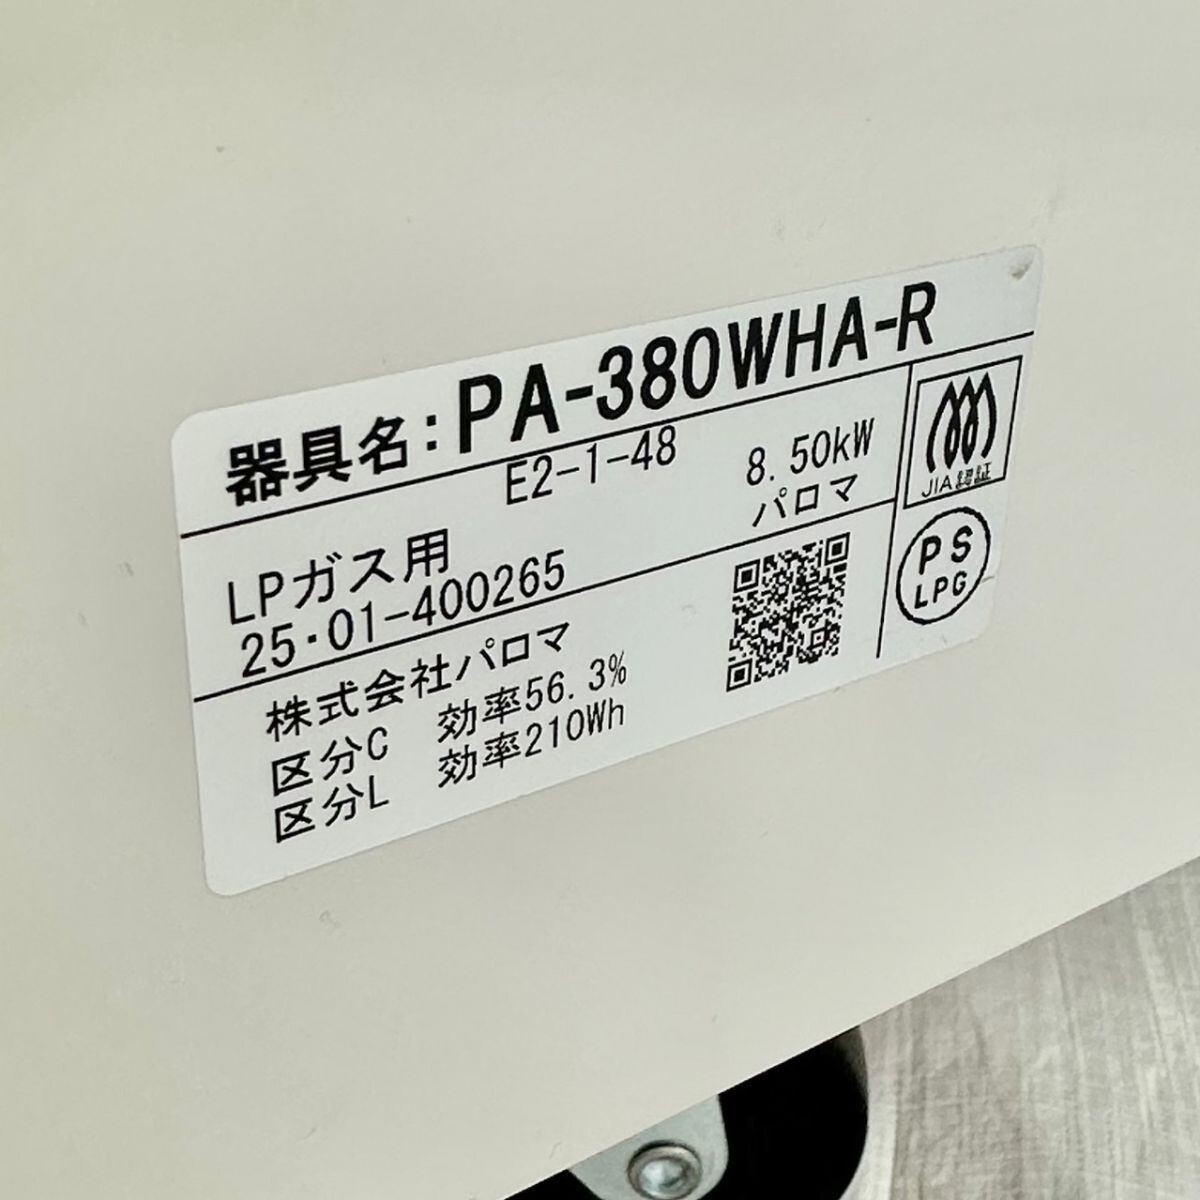 器具名:PA-380WHA-R
E2-1-48
8.50kW
LPガス用
パロマ
25・01-400265
株式会社パロマ
区分C 効率56.3%
区分L 効率210Wh
JIA認証
PS
LPG